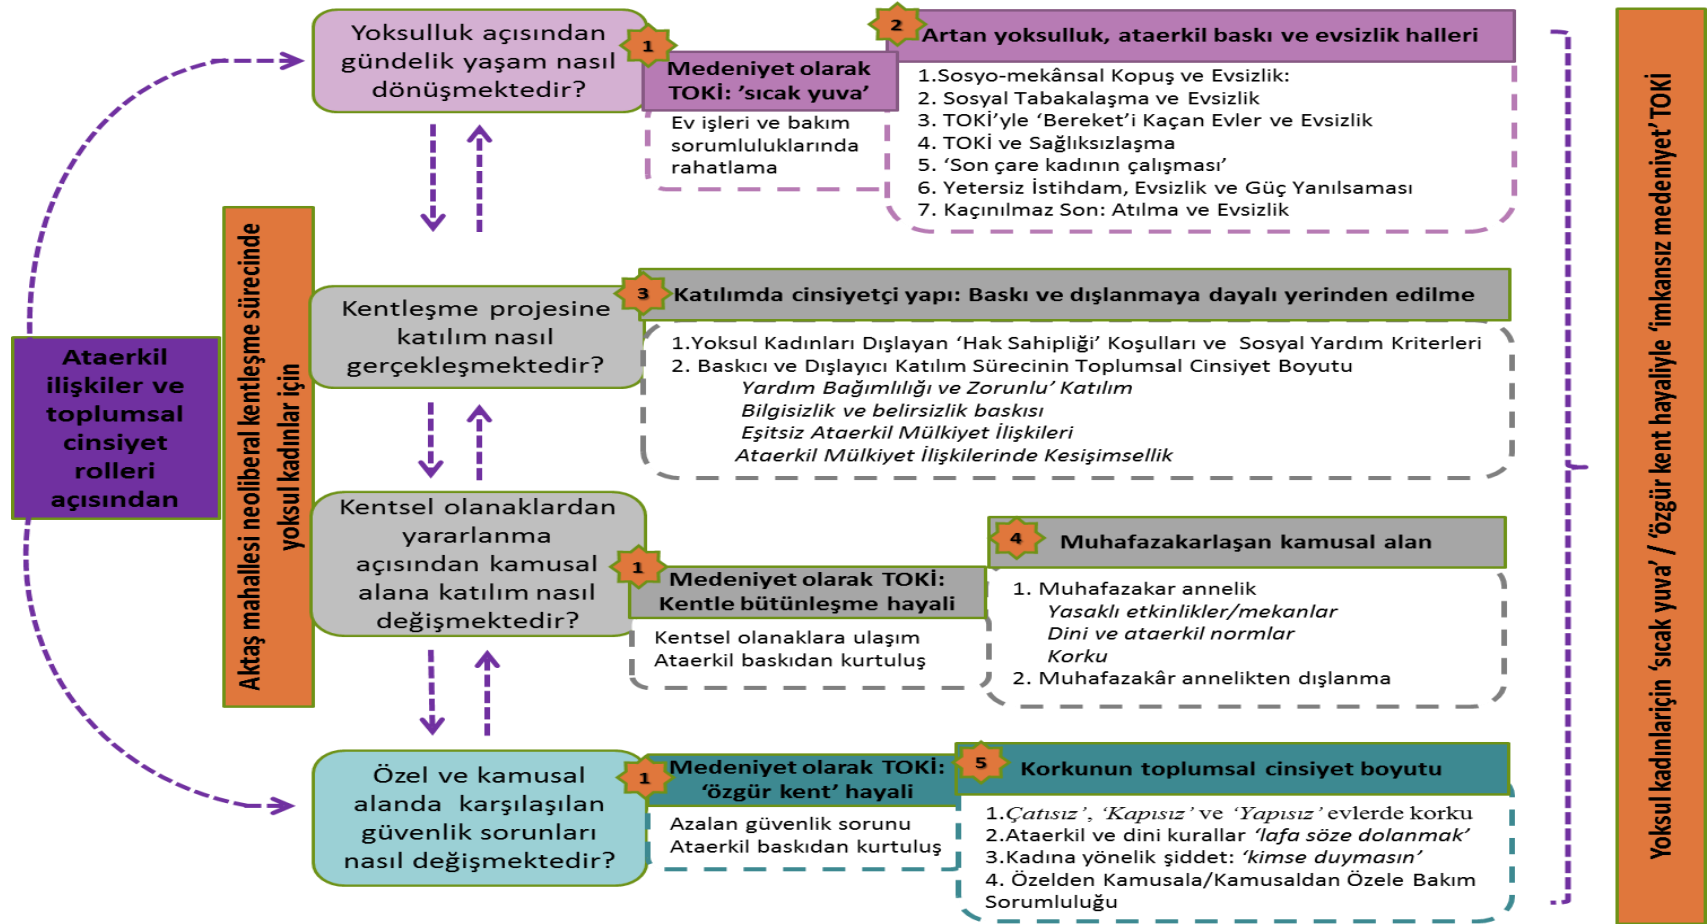 Ataerkil
ilişkiler ve
toplumsal
cinsiyet
rolleri
açısından
Aktaş mahallesi neoliberal kentleşme sürecinde
yoksul kadınlar için
Yoksulluk açısından
gündelik yaşam nasıl
dönüşmektedir?
1
Medeniyet olarak
TOKİ: ’sıcak yuva’
Ev işleri ve bakım
sorumluluklarında
rahatlama
2
Artan yoksulluk, ataerkil baskı ve evsizlik halleri
1.Sosyo-mekânsal Kopuş ve Evsizlik:
2. Sosyal Tabakalaşma ve Evsizlik
3. TOKİ’yle ‘Bereket’i Kaçan Evler ve Evsizlik
4. TOKİ ve Sağlıksızlaşma
5. ‘Son çare kadının çalışması’
6. Yetersiz İstihdam, Evsizlik ve Güç Yanılsaması
7. Kaçınılmaz Son: Atılma ve Evsizlik
Kentleşme projesine
katılım nasıl
gerçekleşmektedir?
3
Katılımda cinsiyetçi yapı: Baskı ve dışlanmaya dayalı yerinden edilme
1.Yoksul Kadınları Dışlayan ‘Hak Sahipliği’ Koşulları ve Sosyal Yardım Kriterleri
2. Baskıcı ve Dışlayıcı Katılım Sürecinin Toplumsal Cinsiyet Boyutu
Yardım Bağımlılığı ve Zorunlu’ Katılım
Bilgisizlik ve belirsizlik baskısı
Eşitsiz Ataerkil Mülkiyet İlişkileri
Ataerkil Mülkiyet İlişkilerinde Kesişimsellik
Kentsel olanaklardan
yararlanma
açısından kamusal
alana katılım nasıl
değişmektedir?
1
Medeniyet olarak TOKİ:
Kentle bütünleşme hayali
Kentsel olanaklara ulaşım
Ataerkil baskıdan kurtuluş
4
Muhafazakarlaşan kamusal alan
1. Muhafazakar annelik
Yasaklı etkinlikler/mekanlar
Dini ve ataerkil normlar
Korku
2. Muhafazakâr annelikten dışlanma
Özel ve kamusal
alanda karşılaşılan
güvenlik sorunları
nasıl değişmektedir?
1
Medeniyet olarak TOKİ:
‘özgür kent’ hayali
Azalan güvenlik sorunu
Ataerkil baskıdan kurtuluş
5
Korkunun toplumsal cinsiyet boyutu
1.Çatısız’, ‘Kapısız’ ve ‘Yapısız’ evlerde korku
2.Ataerkil ve dini kurallar ‘lafa söze dolanmak’
3.Kadına yönelik şiddet: ‘kimse duymasın’
4. Özelden Kamusala/Kamusaldan Özele Bakım
Sorumluluğu
Yoksul kadınlariçin ‘sıcak yuva’ / ‘özgür kent hayaliyle ‘imkansız medeniyet’ TOKİ